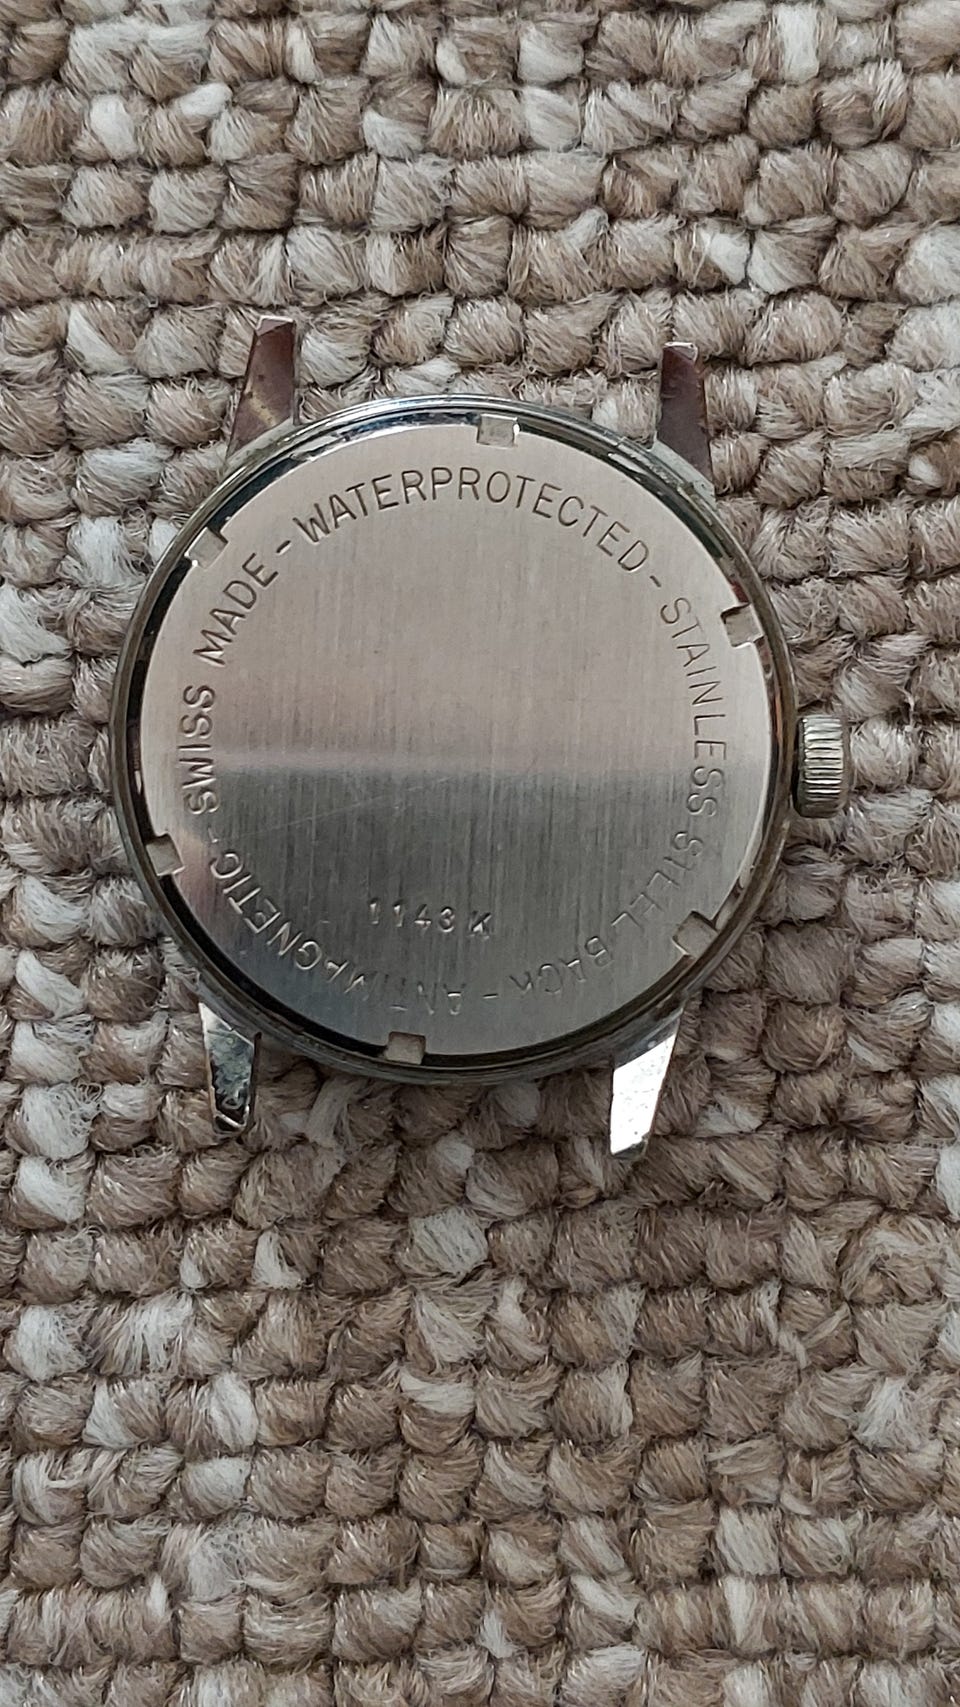 SWISS MADE - WATERPROTECTED - STAINLESS STEEL BACK - ANTIMAGNETIC -
1143 K